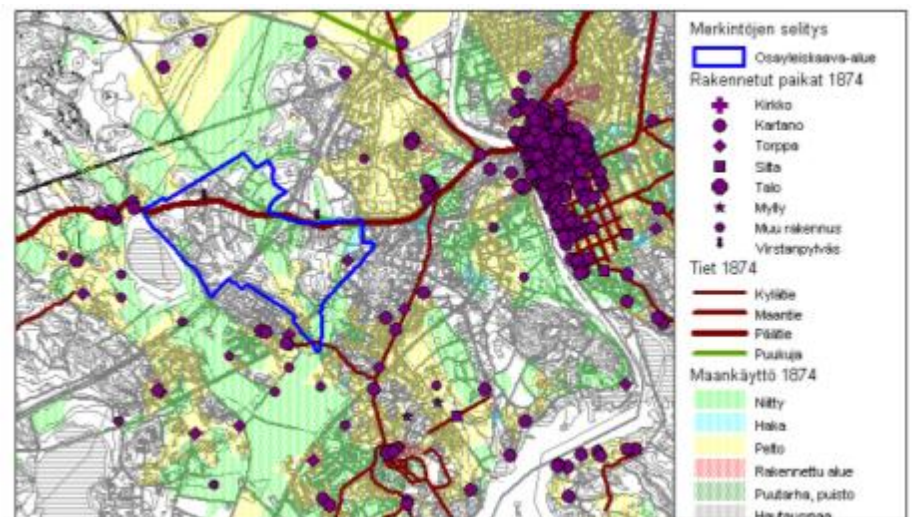 Merkintöjen selitys
Osayleiskaava-alue
Rakennetut paikat 1874
Kirkko
Kartano
Torppa
Silta
Talo
Mylly
Muu rakennus
Virstanpylväs
Tiet 1874
Kylätie
Maantie
Päätie
Puukuja
Maankäyttö 1874
Niitty
Haka
Pelto
Rakennettu alue
Puutarha, puisto
Hautausmaa